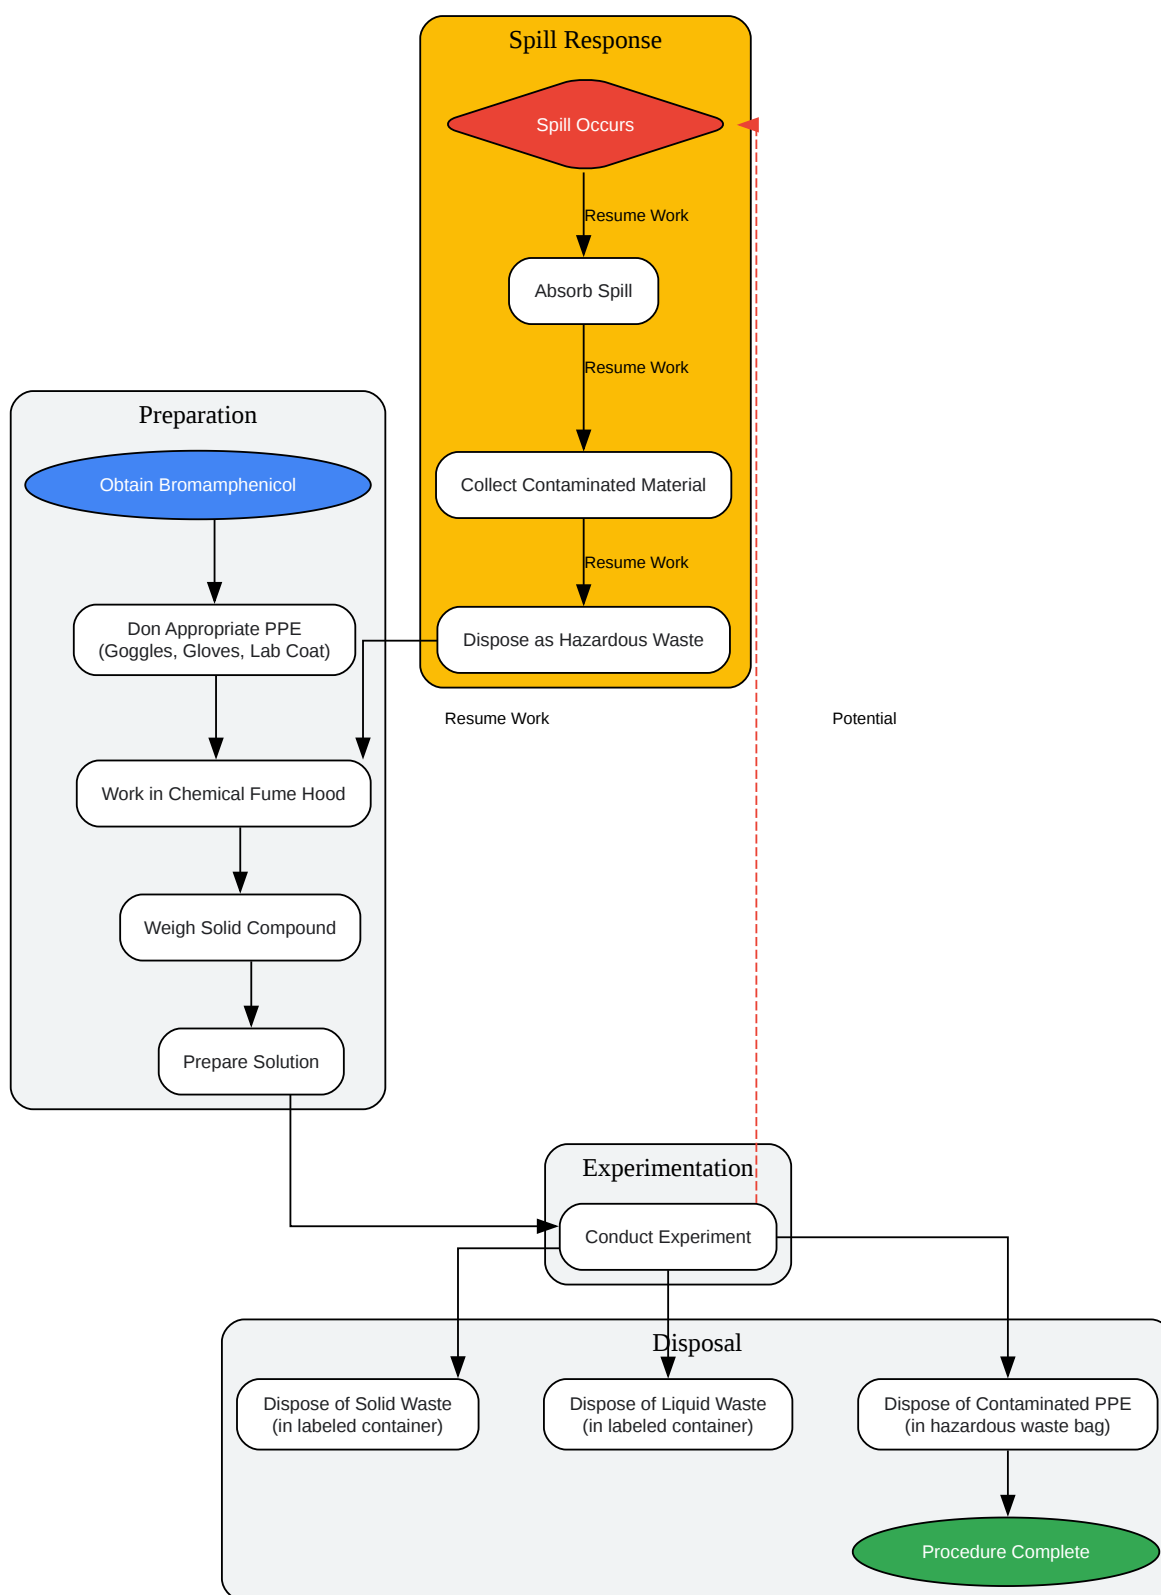 Spill Response
Spill Occurs
Resume Work
Absorb Spill
Resume Work
Collect Contaminated Material
Resume Work
Dispose as Hazardous Waste
Resume Work
Potential
Preparation
Obtain Bromamphenicol
Don Appropriate PPE
(Goggles, Gloves, Lab Coat)
Work in Chemical Fume Hood
Weigh Solid Compound
Prepare Solution
Experimentation
Conduct Experiment
Disposal
Dispose of Solid Waste
(in labeled container)
Dispose of Liquid Waste
(in labeled container)
Dispose of Contaminated PPE
(in hazardous waste bag)
Procedure Complete